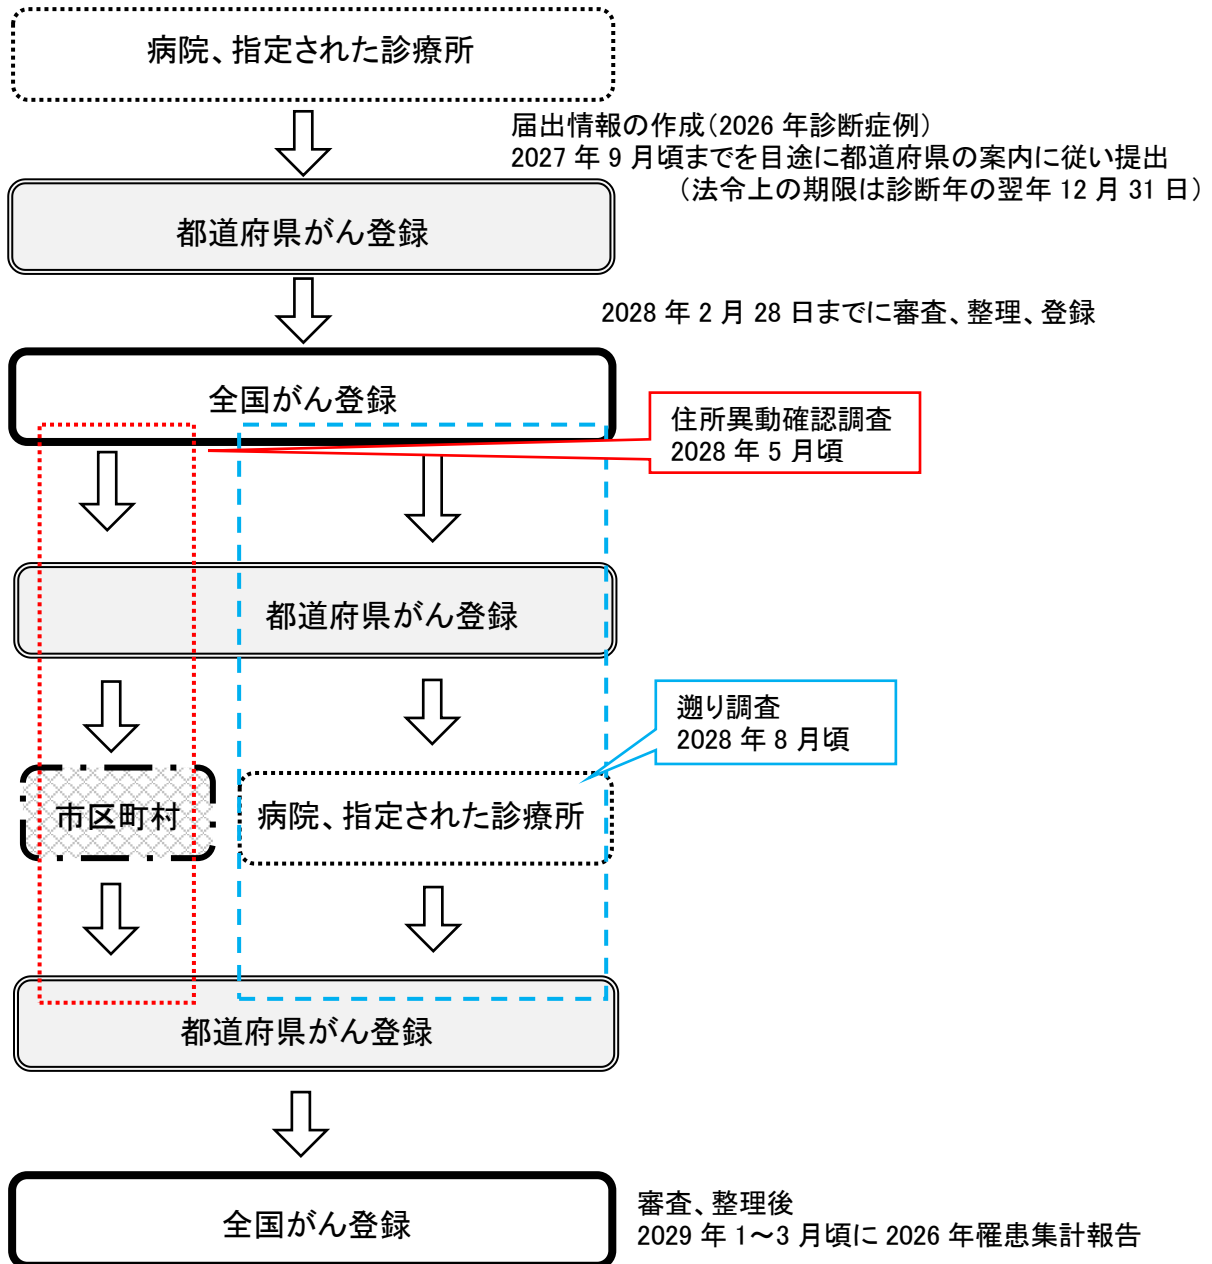 病院、指定された診療所
届出情報の作成（2026 年診断症例）
2027 年 9 月頃までを目途に都道府県の案内に従い提出
（法令上の期限は診断年の翌年 12 月 31 日）
都道府県がん登録
2028 年 2 月 28 日までに審査、整理、登録
全国がん登録
住所異動確認調査
2028 年 5 月頃
都道府県がん登録
遡り調査
2028 年 8 月頃
市区町村
病院、指定された診療所
都道府県がん登録
全国がん登録
審査、整理後
2029 年 1～3 月頃に 2026 年罹患集計報告